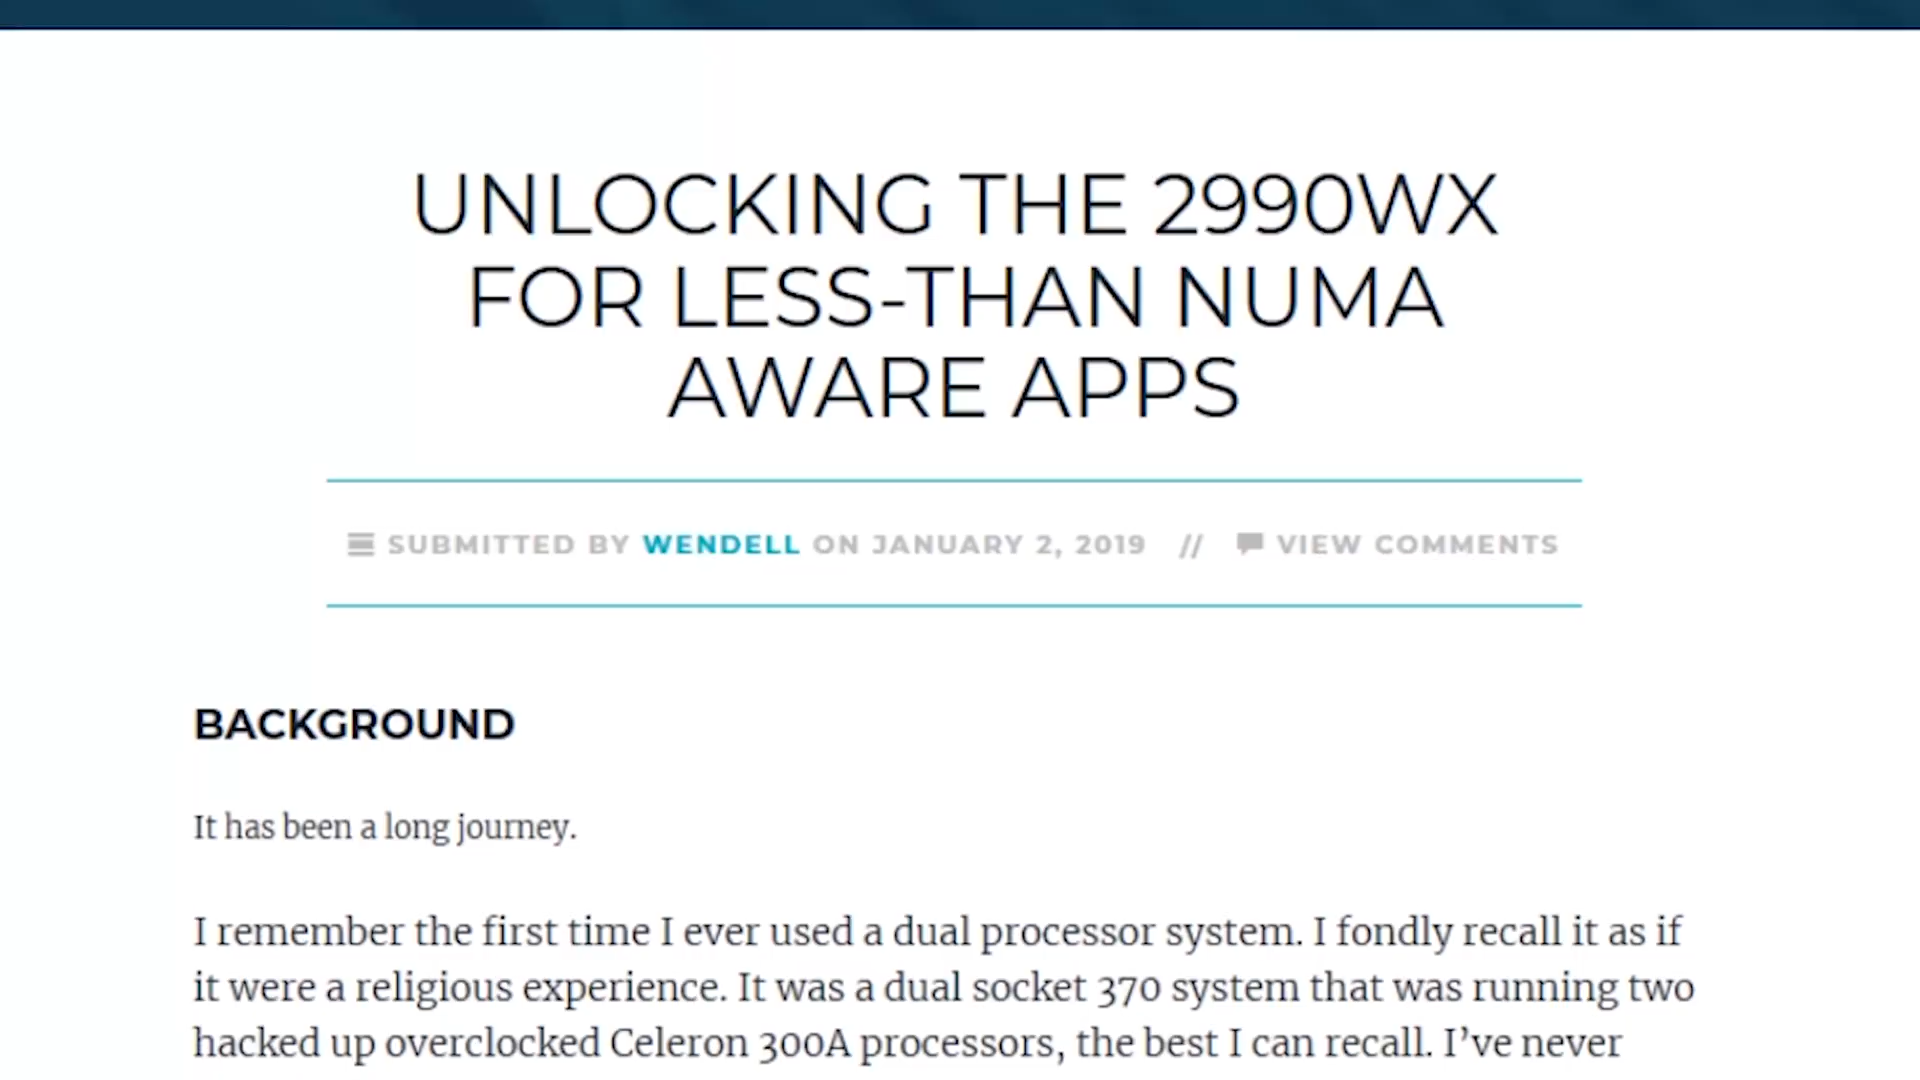 UNLOCKING THE 2990WX
FOR LESS-THAN NUMA
AWARE APPS
SUBMITTED BY WENDELL ON JANUARY 2, 2019 // VIEW COMMENTS
BACKGROUND
It has been a long journey.
I remember the first time I ever used a dual processor system. I fondly recall it as if
it were a religious experience. It was a dual socket 370 system that was running two
hacked up overclocked Celeron 300A processors, the best I can recall. I’ve never